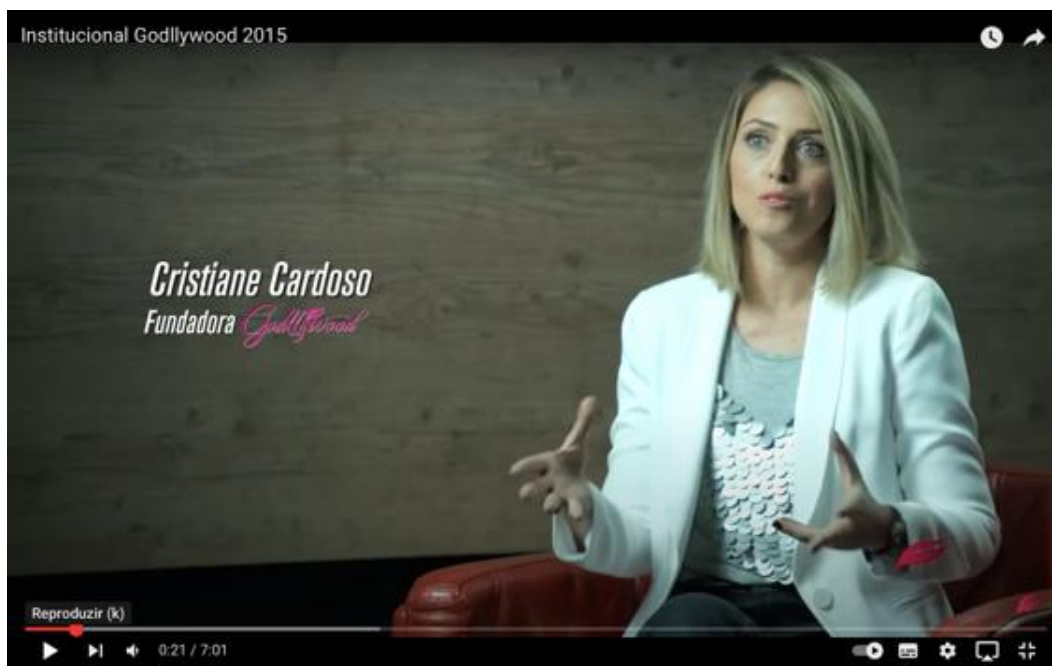 Institucional Godllywood 2015
Cristiane Cardoso
Fundadora Godllywood
Reproduzir (k)
0:21 / 7:01